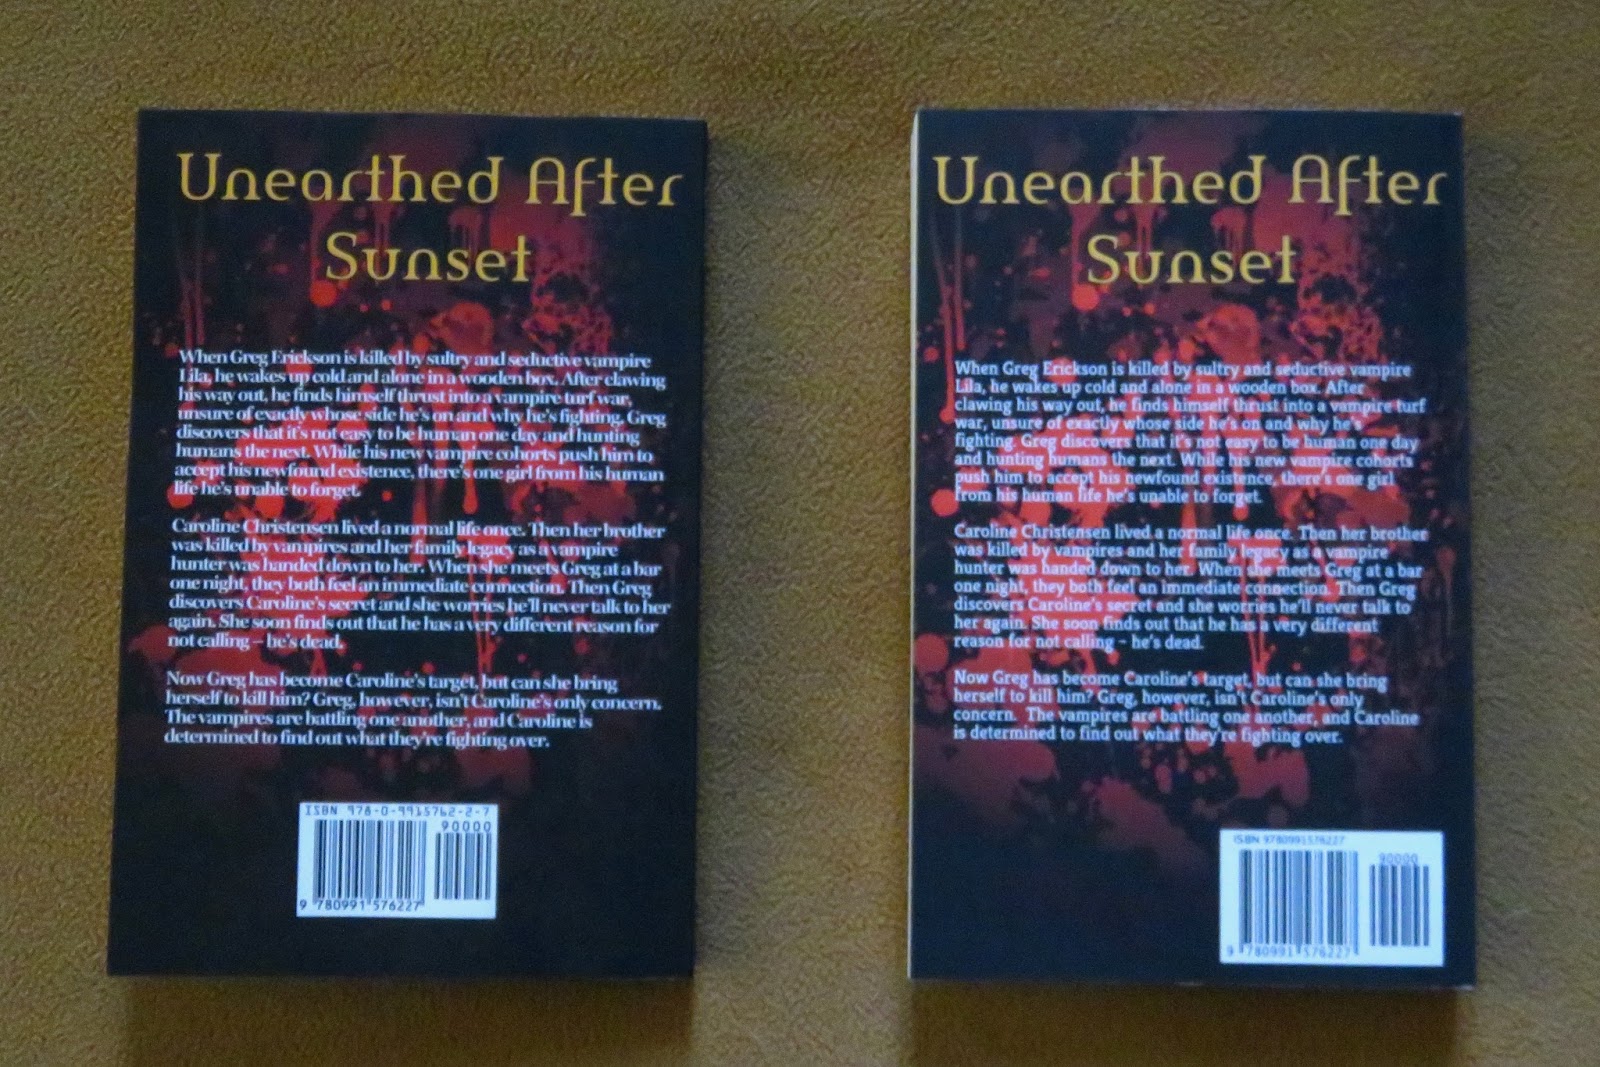 Unearthed After
Sunset
When Greg Erickson is killed by sultry and seductive vampire
Lila, he wakes up cold and alone in a wooden box. After clawing
his way out, he finds himself thrust into a vampire turf war,
unsure of exactly whose side he's on and why he's fighting. Greg
discovers that it's not easy to be human one day and hunting
humans the next. While his new vampire cohorts push him to
accept his newfound existence, there's one girl from his human
life he's unable to forget.
Caroline Christensen lived a normal life once. Then her brother
was killed by vampires and her family legacy as a vampire
hunter was handed down to her. When she meets Greg at a bar
one night, they both feel an immediate connection. Then Greg
discovers Caroline's secret and she worries he'll never talk to her
again. She soon finds out that he has a very different reason for
not calling – he's dead.
Now Greg has become Caroline's target, but can she bring
herself to kill him? Greg, however, isn't Caroline's only concern.
The vampires are battling one another, and Caroline is
determined to find out what they're fighting over.
ISBN 978-0-9915762-2-7
90000
9 780991 576227
Unearthed After
Sunset
When Greg Erickson is killed by sultry and seductive vampire
Lila, he wakes up cold and alone in a wooden box. After
clawing his way out, he finds himself thrust into a vampire turf
war, unsure of exactly whose side he's on and why he's
fighting. Greg discovers that it's not easy to be human one day
and hunting humans the next. While his new vampire cohorts
push him to accept his newfound existence, there's one girl
from his human life he's unable to forget.
Caroline Christensen lived a normal life once. Then her brother
was killed by vampires and her family legacy as a vampire
hunter was handed down to her. When she meets Greg at a bar
one night, they both feel an immediate connection. Then Greg
discovers Caroline's secret and she worries he'll never talk to
her again. She soon finds out that he has a very different
reason for not calling – he's dead.
Now Greg has become Caroline's target, but can she bring
herself to kill him? Greg, however, isn't Caroline's only
concern. The vampires are battling one another, and Caroline
is determined to find out what they're fighting over.
ISBN 9780991576227
90000
9 780991 576227